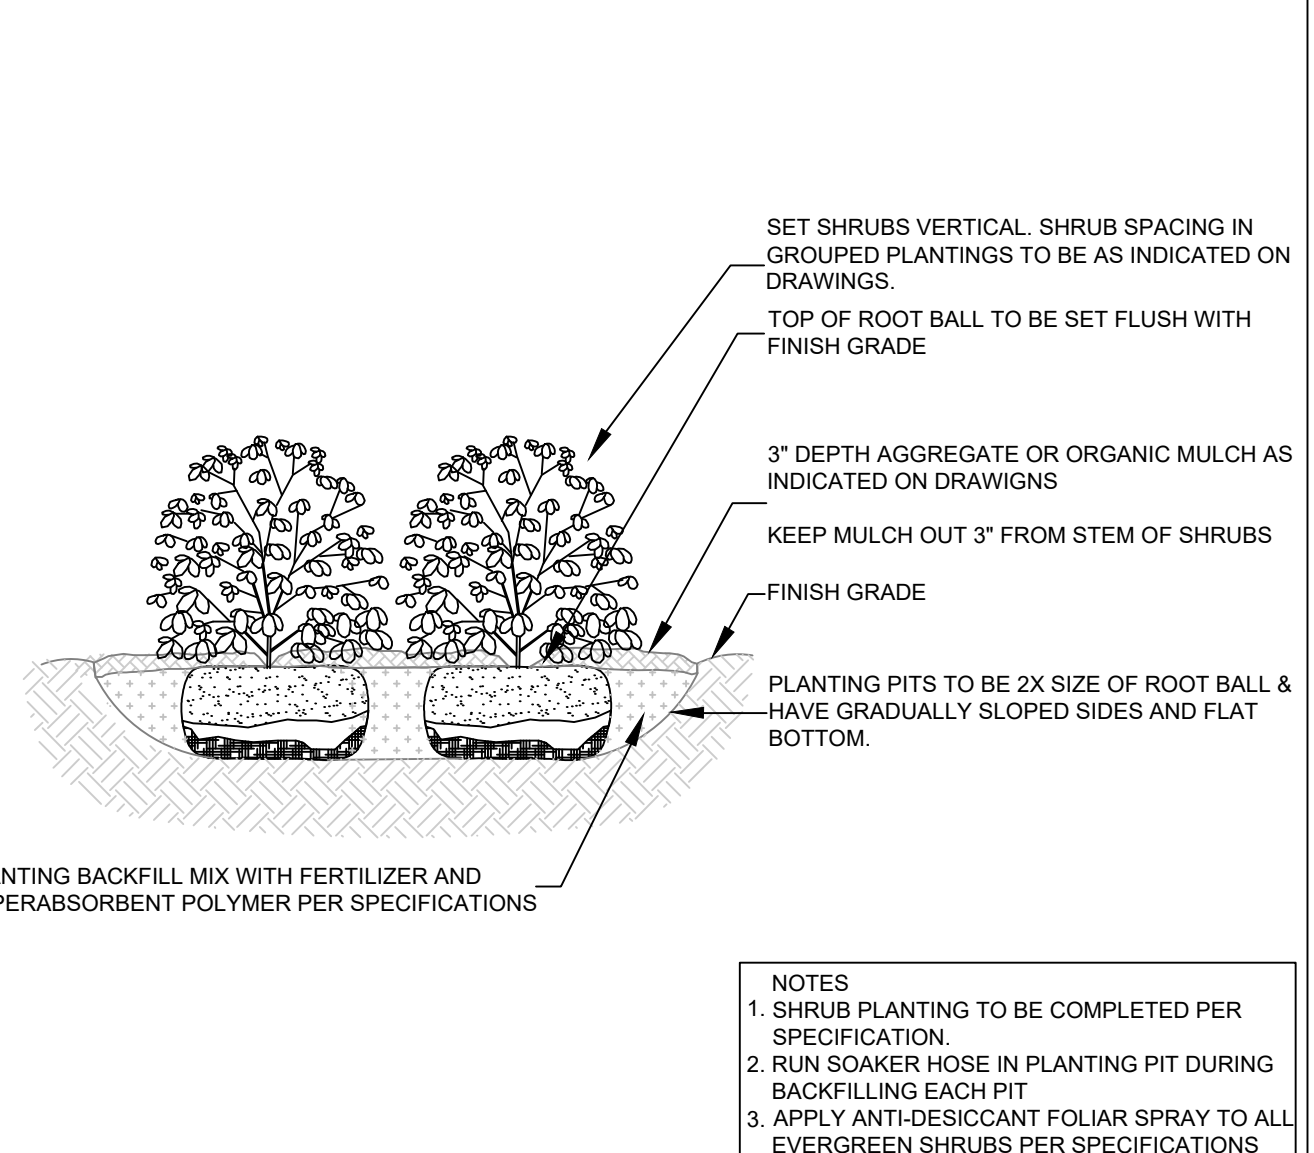 SET SHRUBS VERTICAL. SHRUB SPACING IN
GROUPED PLANTINGS TO BE AS INDICATED ON
DRAWINGS.
TOP OF ROOT BALL TO BE SET FLUSH WITH
FINISH GRADE
3" DEPTH AGGREGATE OR ORGANIC MULCH AS
INDICATED ON DRAWIGNS
KEEP MULCH OUT 3" FROM STEM OF SHRUBS
FINISH GRADE
PLANTING PITS TO BE 2X SIZE OF ROOT BALL &
HAVE GRADUALLY SLOPED SIDES AND FLAT
BOTTOM.
NTING BACKFILL MIX WITH FERTILIZER AND
PERABSORBENT POLYMER PER SPECIFICATIONS
NOTES
1. SHRUB PLANTING TO BE COMPLETED PER
SPECIFICATION.
2. RUN SOAKER HOSE IN PLANTING PIT DURING
BACKFILLING EACH PIT
3. APPLY ANTI-DESICCANT FOLIAR SPRAY TO ALL
EVERGREEN SHRUBS PER SPECIFICATIONS